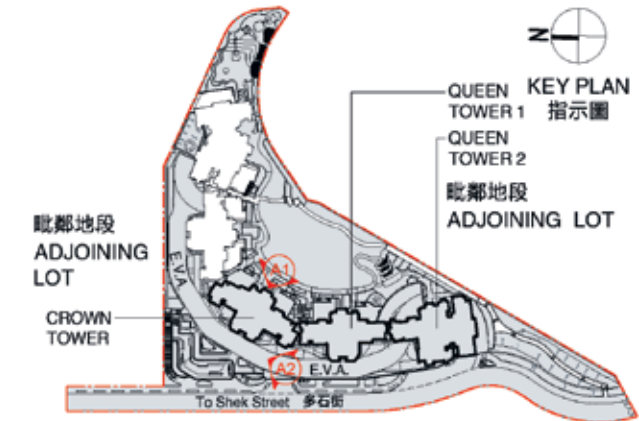 N
KEY PLAN
指示圖
QUEEN
TOWER 1
QUEEN
TOWER 2
毗鄰地段
ADJOINING LOT
毗鄰地段
ADJOINING
LOT
E.V.A.
A1
CROWN
TOWER
A2
E.V.A.
To Shek Street 多石街